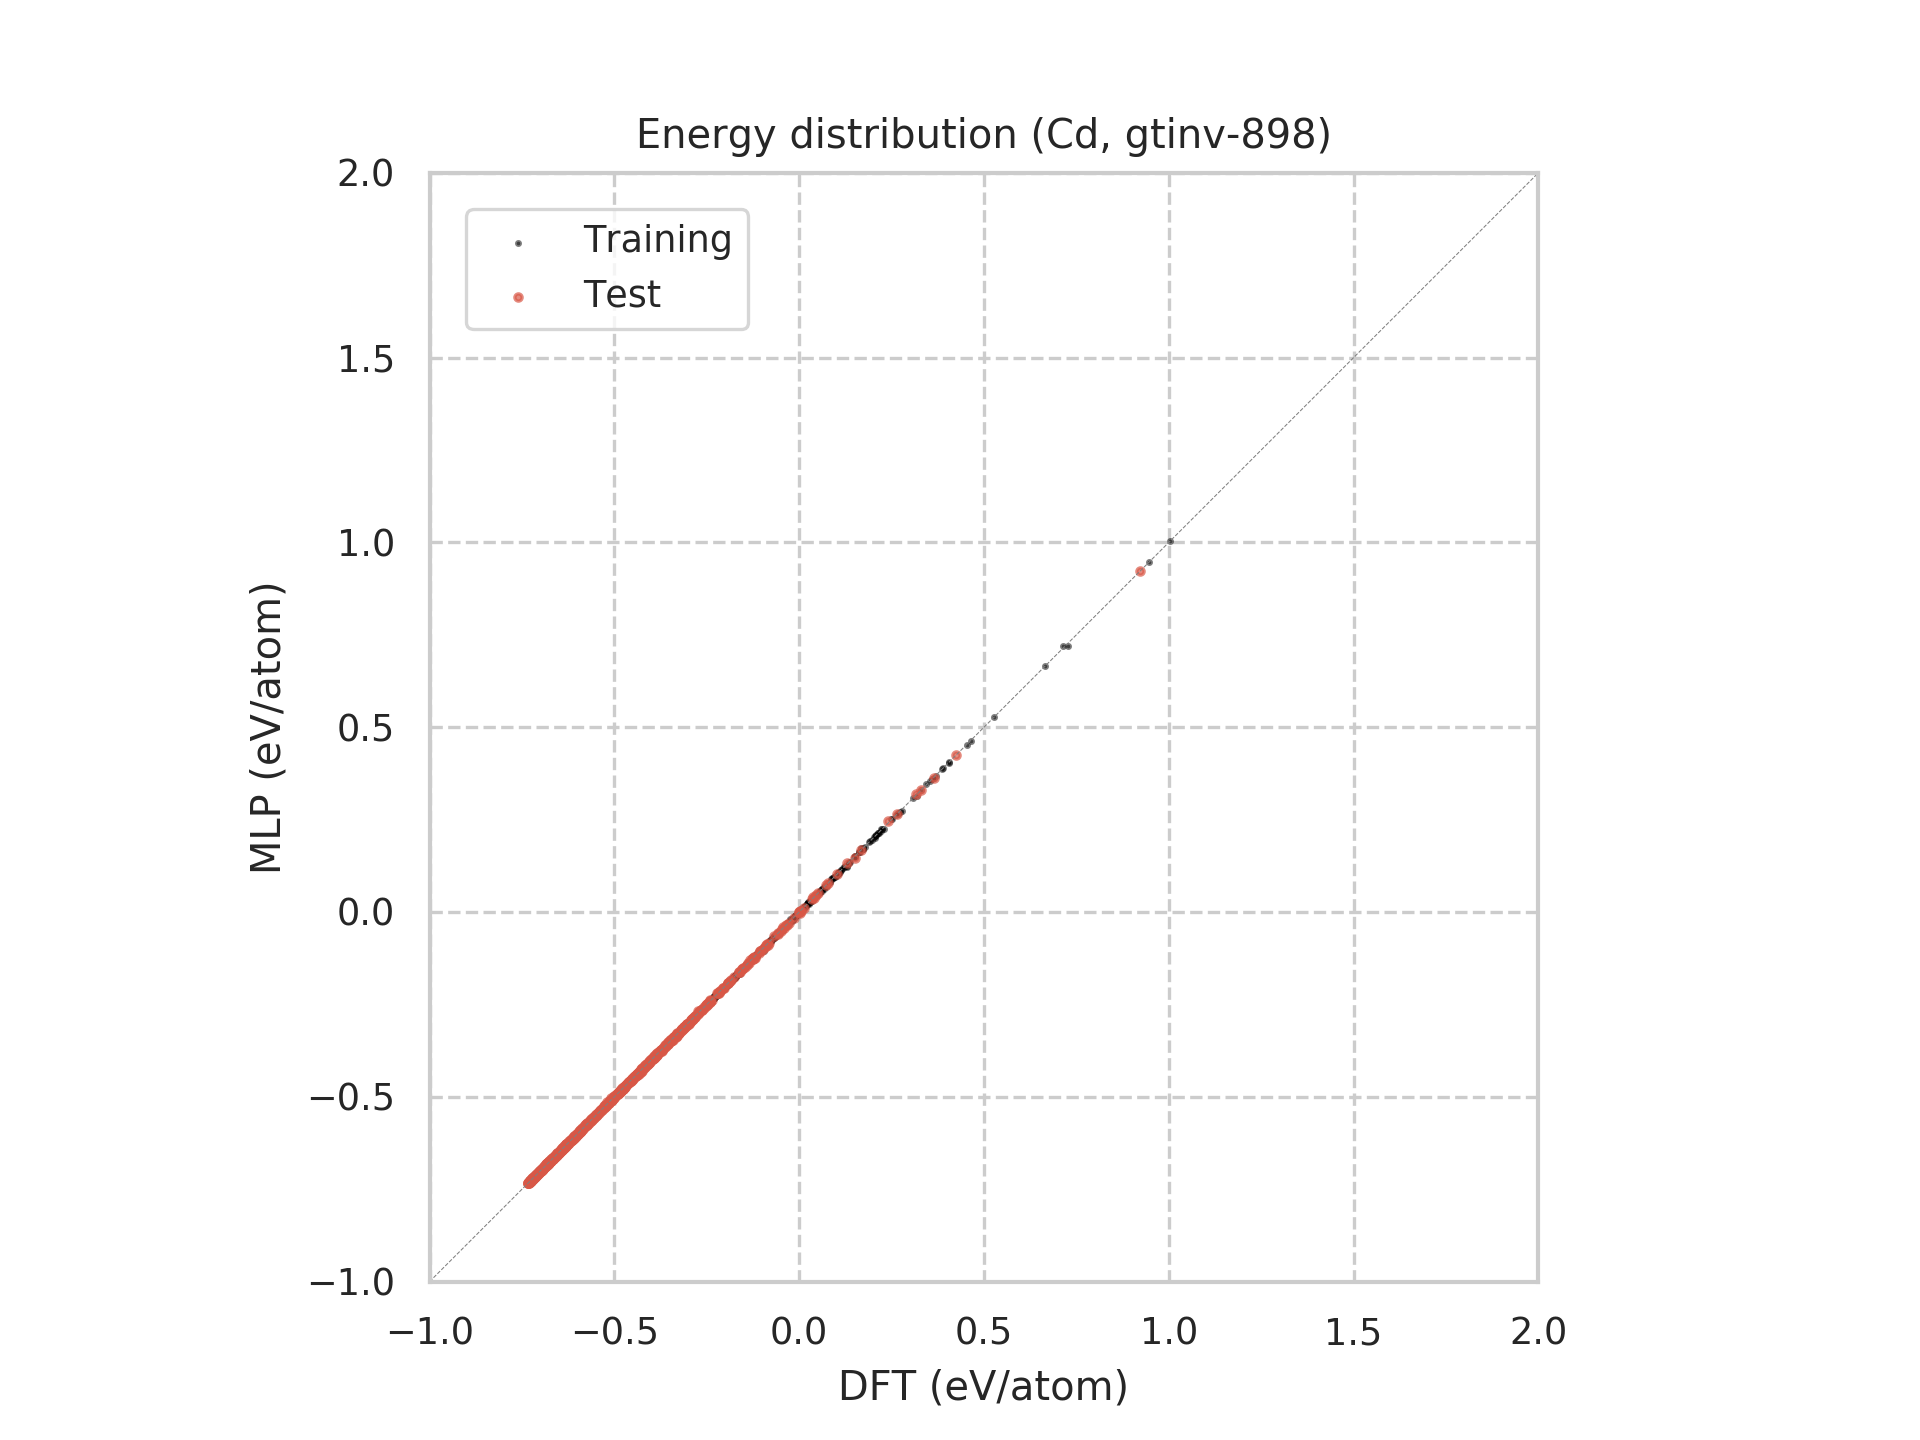 Energy distribution (Cd, gtinv-898)
2.0
1.5
1.0
0.5
0.0
−0.5
−1.0
Training
Test
MLP (eV/atom)
−1.0 −0.5 0.0 0.5 1.0 1.5 2.0
DFT (eV/atom)